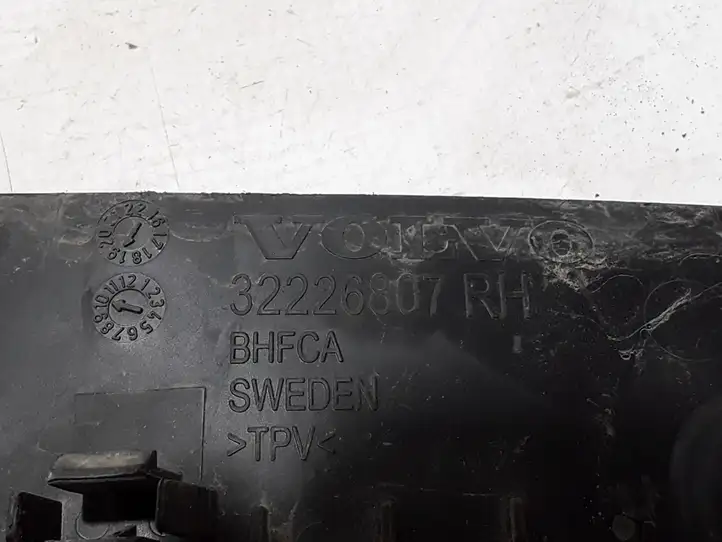 VOLVO
32226807 RH
BHFCA
SWEDEN
>TPV<